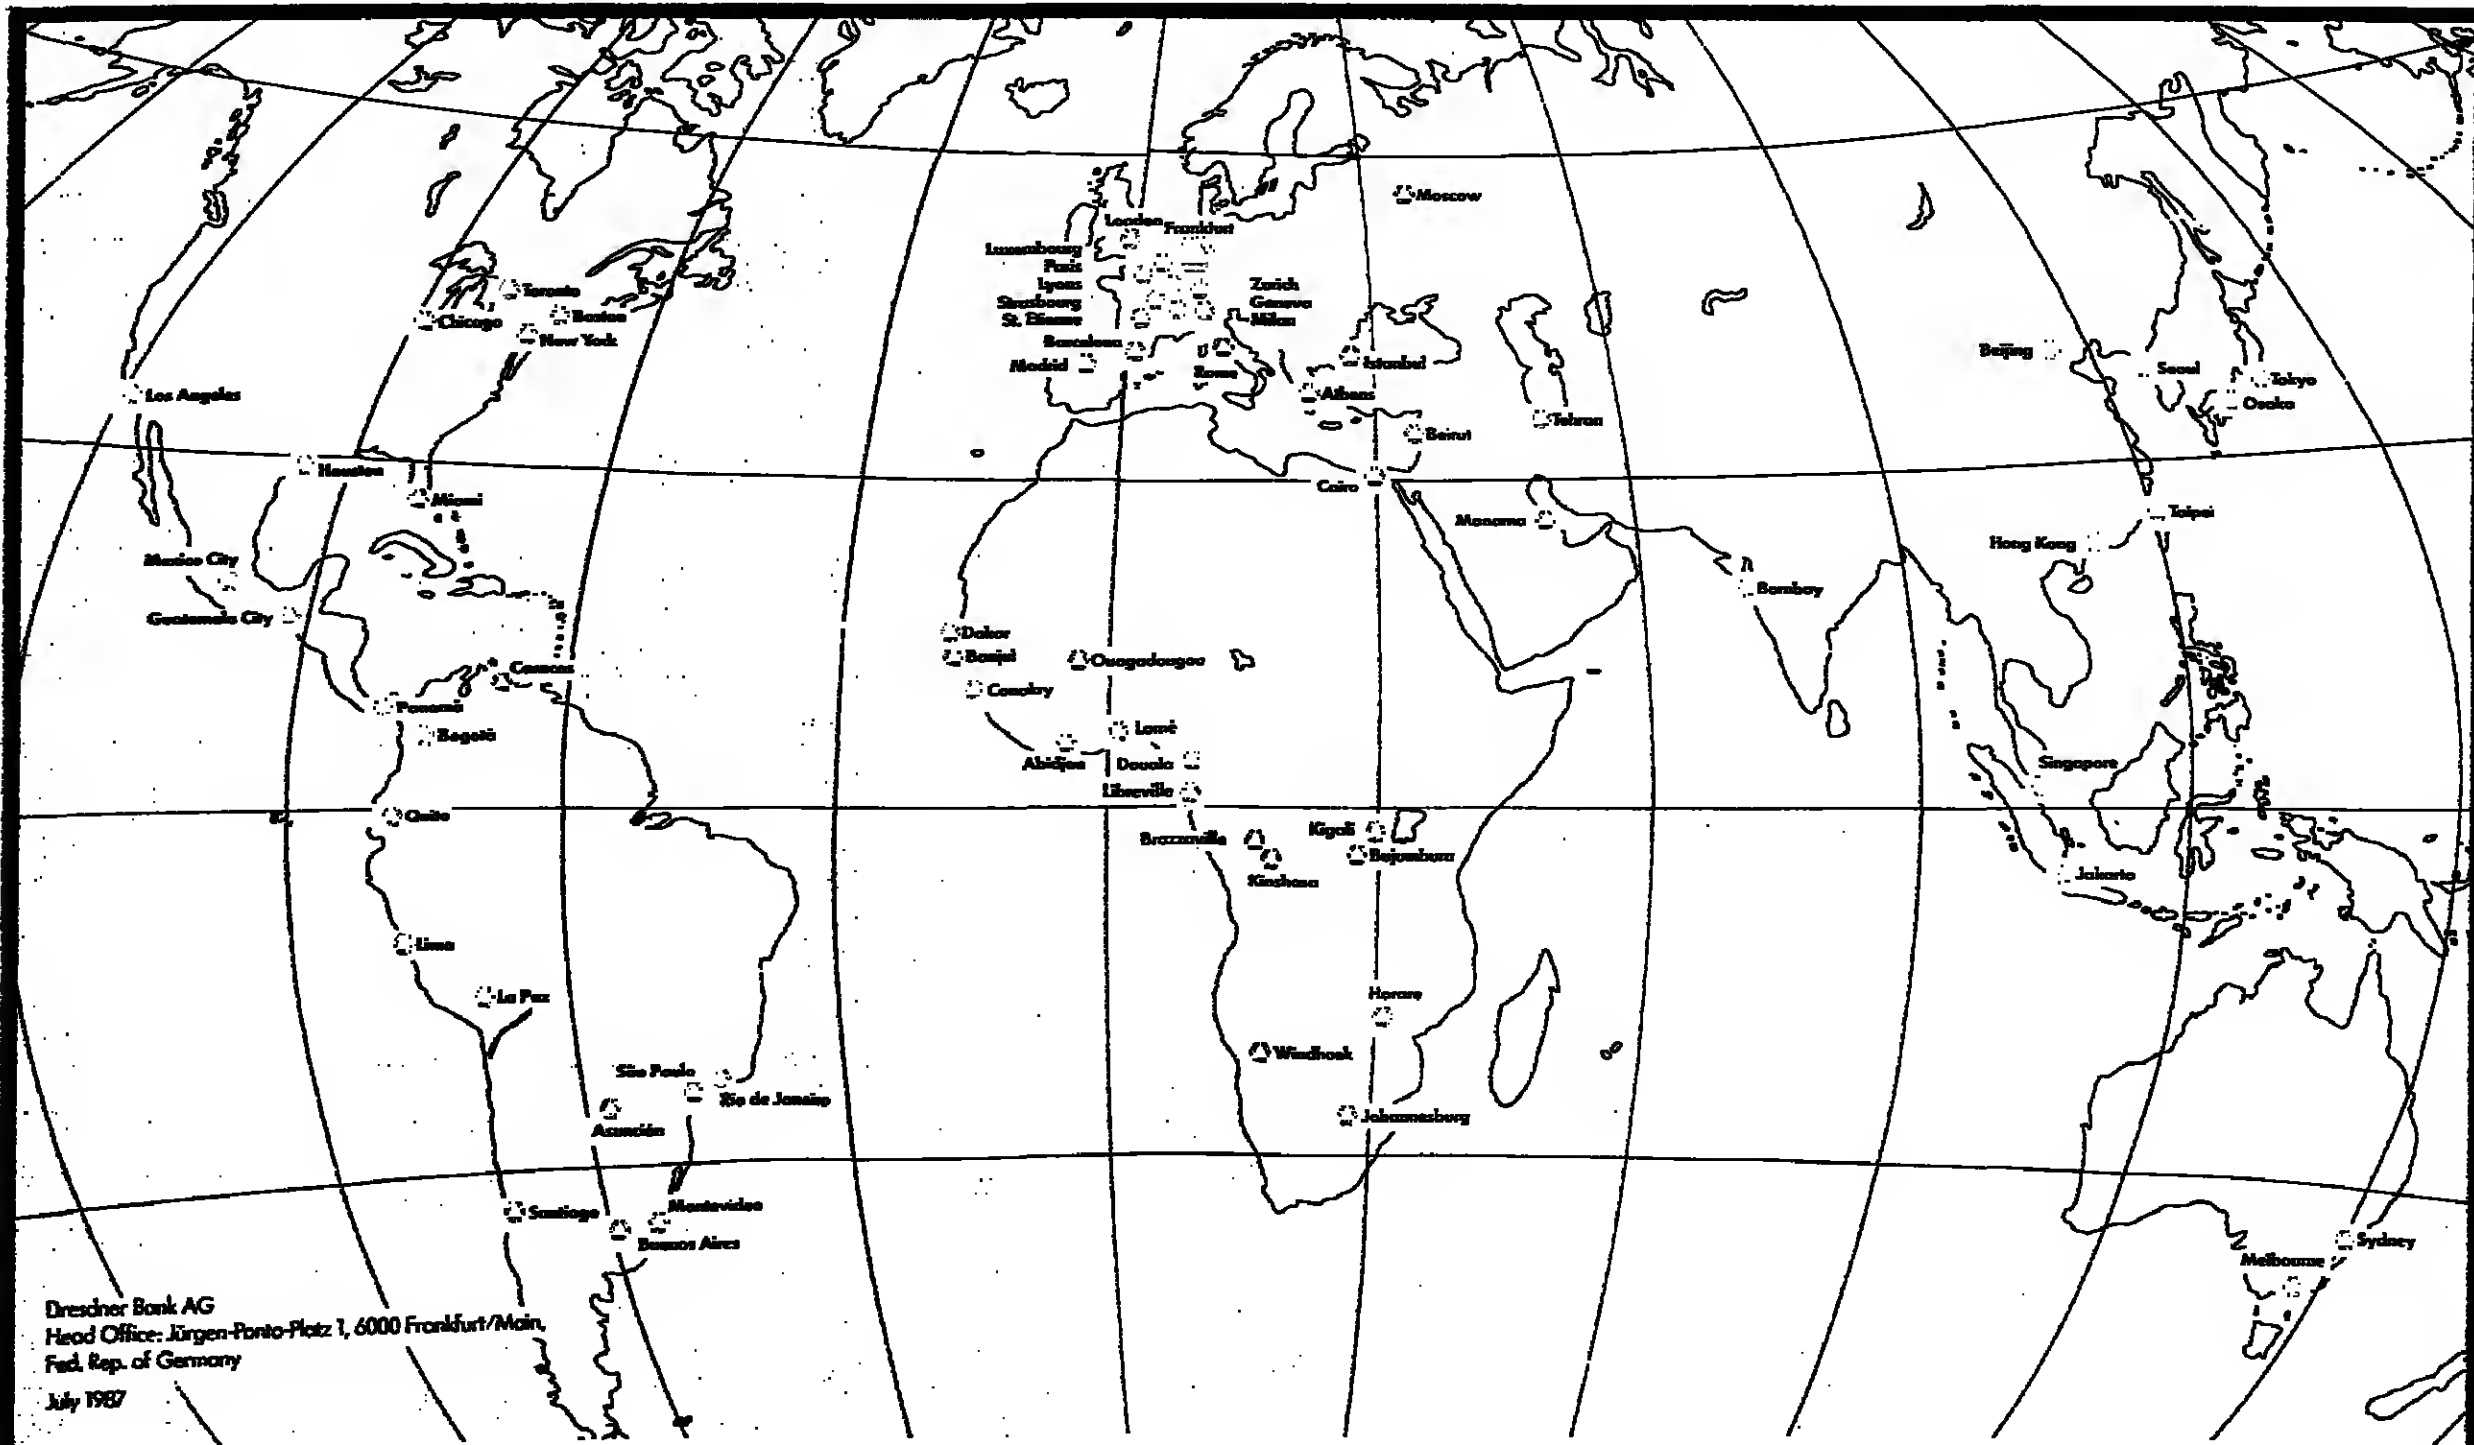 Moscow
London
Frankfurt
Luxembourg
Paris
Lyons
Strasbourg
St. Etienne
Zurich
Geneva
Milan
Barcelona
Madrid
Rome
Istanbul
Athens
Toronto
Chicago
Boston
New York
Los Angeles
Houston
Miami
Beirut
Tehran
Cairo
Manama
Beijing
Seoul
Tokyo
Osaka
Taipei
Hong Kong
Bombay
Mexico City
Guatemala City
Dakar
Banjul
Ouagadougou
Conakry
Caracas
Panamá
Bogotá
Lomé
Abidjan
Douala
Libreville
Singapore
Quito
Kigali
Brazzaville
Bujumbura
Kinshasa
Jakarta
Lima
La Paz
Harare
Windhoek
São Paulo
Rio de Janeiro
Asunción
Johannesburg
Santiago
Montevideo
Buenos Aires
Sydney
Melbourne
Dresdner Bank AG
Head Office: Jürgen-Ponto-Platz 1, 6000 Frankfurt/Main,
Fed. Rep. of Germany
July 1987